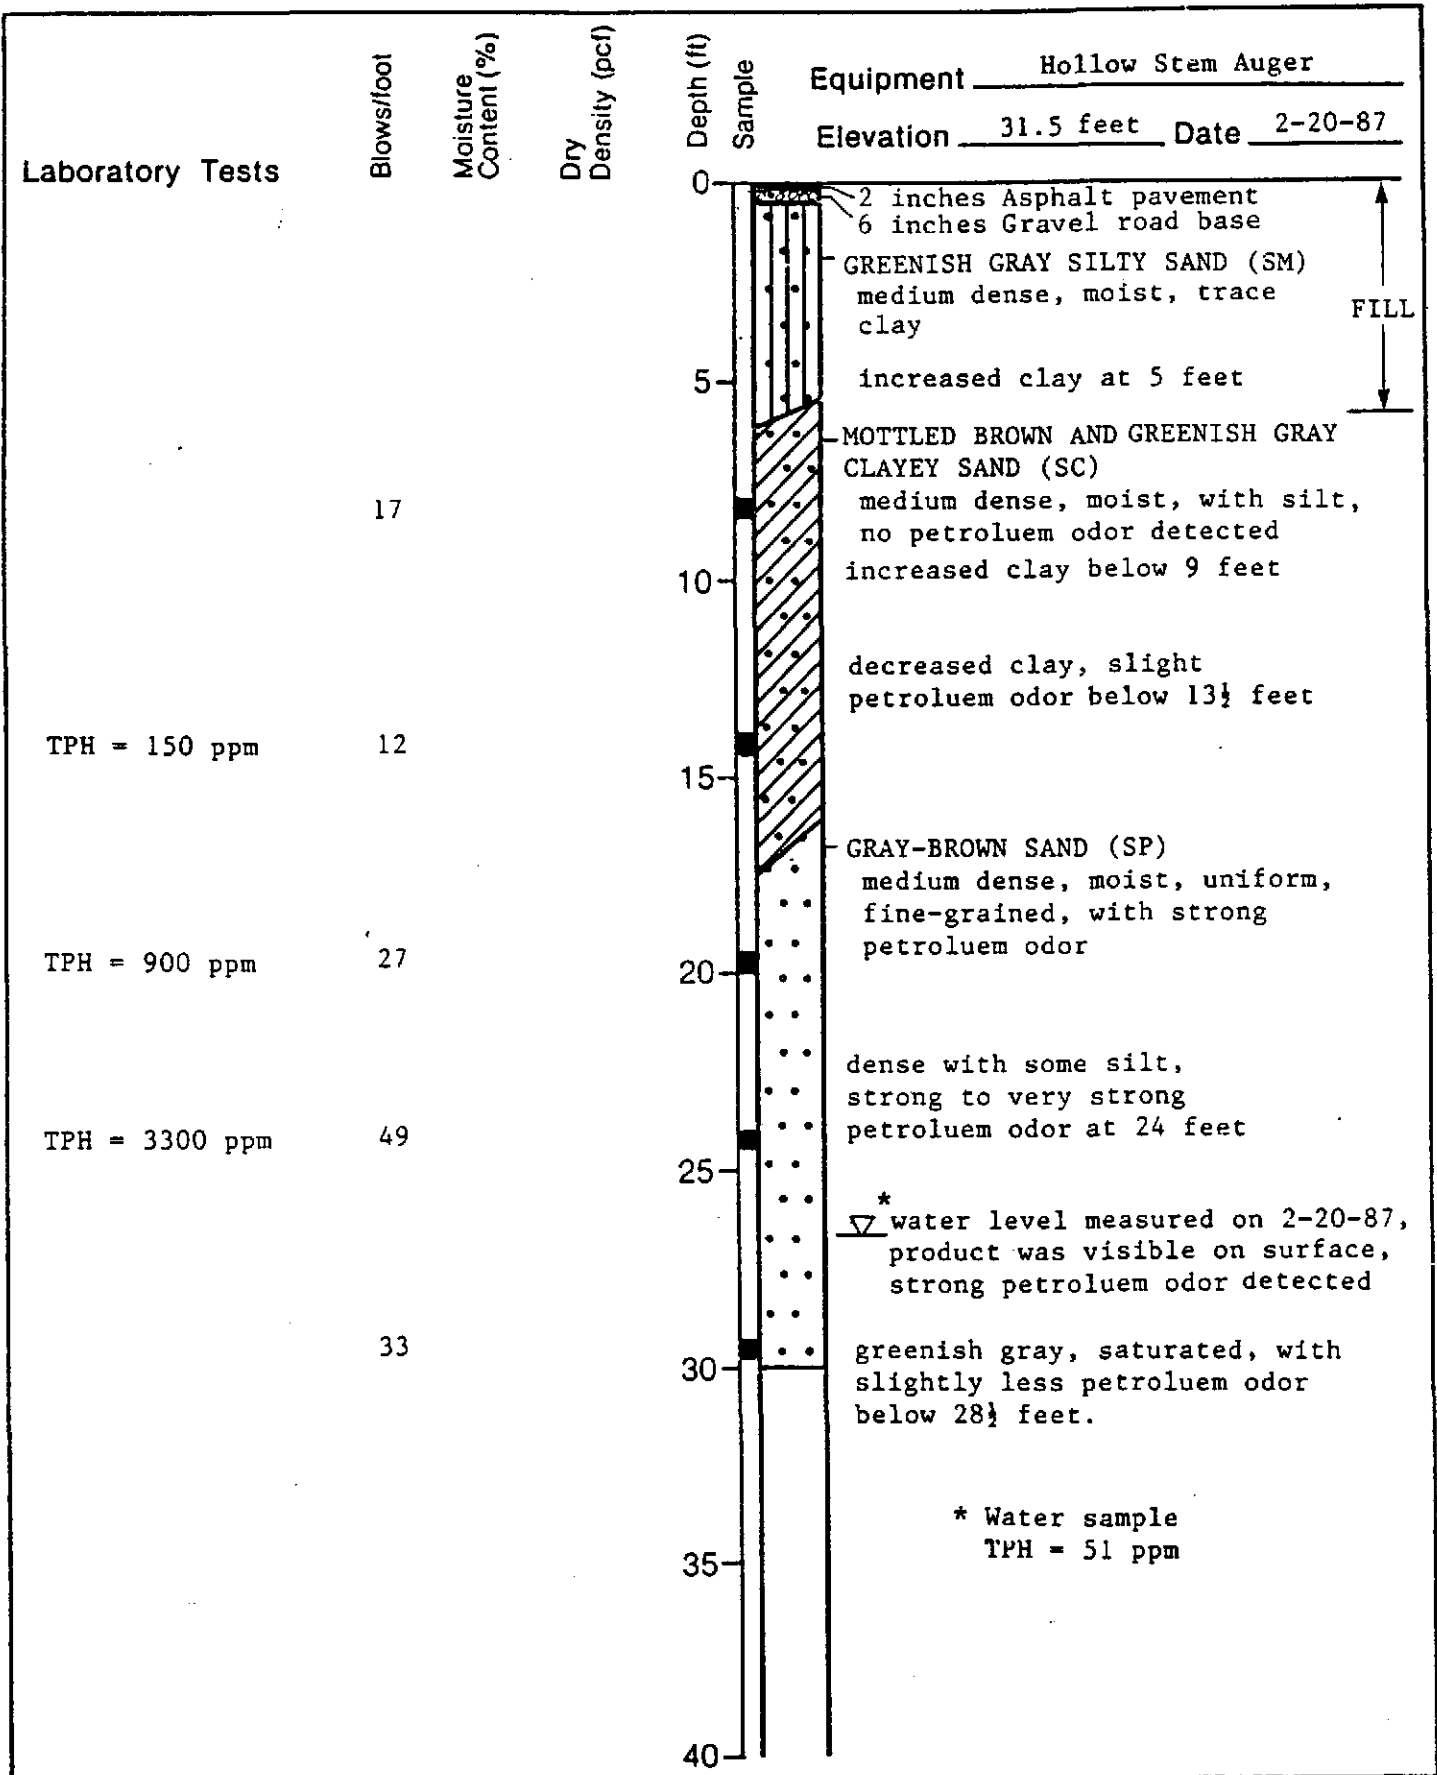 Laboratory Tests
Blows/foot
Moisture
Content (%)
Dry
Density (pcf)
Depth (ft)
Sample
Equipment Hollow Stem Auger
Elevation 31.5 feet Date 2-20-87
0
2 inches Asphalt pavement
6 inches Gravel road base
GREENISH GRAY SILTY SAND (SM)
medium dense, moist, trace
clay
FILL
5
increased clay at 5 feet
MOTTLED BROWN AND GREENISH GRAY
CLAYEY SAND (SC)
17
medium dense, moist, with silt,
no petroluem odor detected
10
increased clay below 9 feet
decreased clay, slight
petroluem odor below 13½ feet
TPH = 150 ppm
12
15
GRAY-BROWN SAND (SP)
medium dense, moist, uniform,
fine-grained, with strong
petroluem odor
TPH = 900 ppm
27
20
dense with some silt,
strong to very strong
petroluem odor at 24 feet
TPH = 3300 ppm
49
25
*
water level measured on 2-20-87,
product was visible on surface,
strong petroluem odor detected
33
30
greenish gray, saturated, with
slightly less petroluem odor
below 28½ feet.
* Water sample
TPH = 51 ppm
35
40